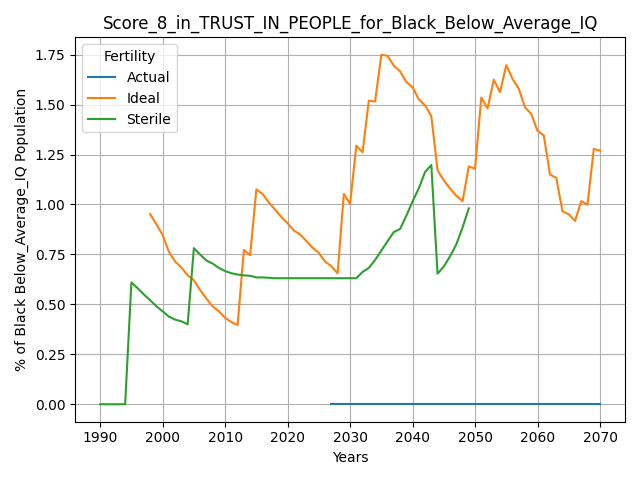 Score_8_in_TRUST_IN_PEOPLE_for_Black_Below_Average_IQ
% of Black Below_Average_IQ Population
1.75
1.50
1.25
1.00
0.75
0.50
0.25
0.00
Fertility
Actual
Ideal
Sterile
1990 2000 2010 2020 2030 2040 2050 2060 2070
Years